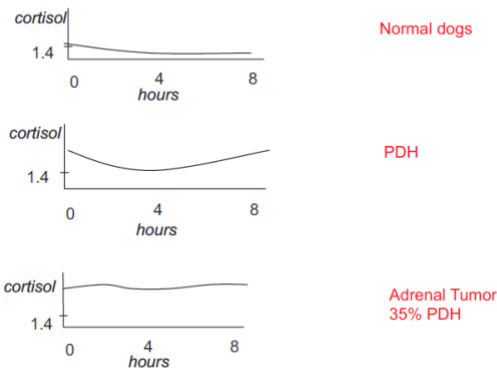 cortisol
Normal dogs
1.4
0 4 8
hours
cortisol
PDH
1.4
0 4 8
hours
cortisol
Adrenal Tumor
35% PDH
1.4
0 4 8
hours